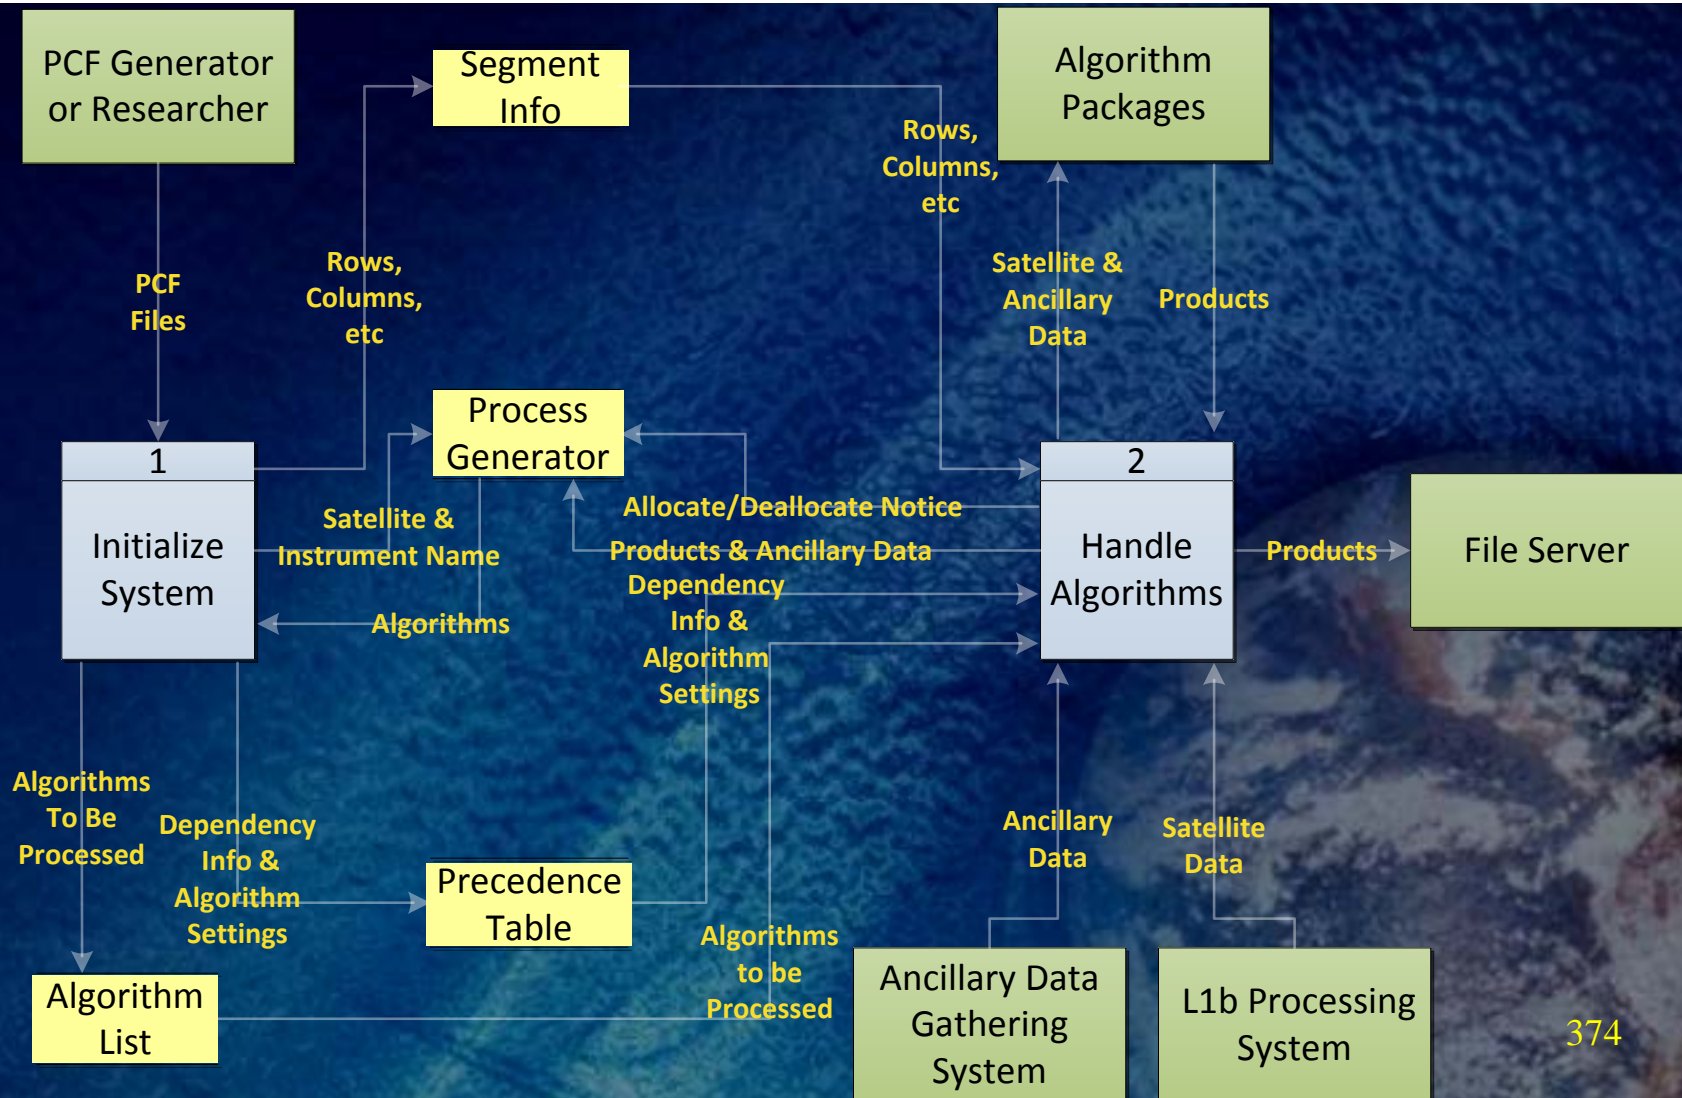 PCF Generator
or Researcher
Segment
Info
Algorithm
Packages
Rows,
Columns,
etc
PCF
Files
Rows,
Columns,
etc
Satellite &
Ancillary
Data
Products
Process
Generator
1
Initialize
System
Satellite &
Instrument Name
Algorithms
Allocate/Deallocate Notice
Products & Ancillary Data
Dependency
Info &
Algorithm
Settings
2
Handle
Algorithms
Products
File Server
Algorithms
To Be
Processed
Dependency
Info &
Algorithm
Settings
Precedence
Table
Algorithms
to be
Processed
Ancillary
Data
Satellite
Data
Algorithm
List
Ancillary Data
Gathering
System
L1b Processing
System
374